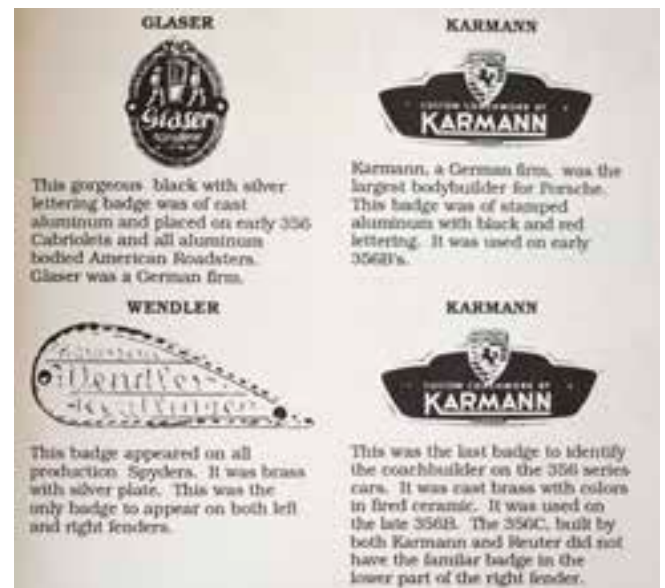 GLASER
Gläser
This gorgeous black with silver
lettering badge was of cast
aluminum and placed on early 356
Cabriolets and all aluminum
bodied American Roadsters.
Glaser was a German firm.
KARMANN
CUSTOM COACHWORK BY
KARMANN
Karmann, a German firm, was the
largest bodybuilder for Porsche.
This badge was of stamped
aluminum with black and red
lettering. It was used on early
356B's.
WENDLER
Wendler
This badge appeared on all
production Spyders. It was brass
with silver plate. This was the
only badge to appear on both left
and right fenders.
KARMANN
CUSTOM COACHWORK BY
KARMANN
This was the last badge to identify
the coachbuilder on the 356 series
cars. It was cast brass with colors
in fired ceramic. It was used on
the late 356B. The 356C, built by
both Karmann and Reuter did not
have the familar badge in the
lower part of the right fender.